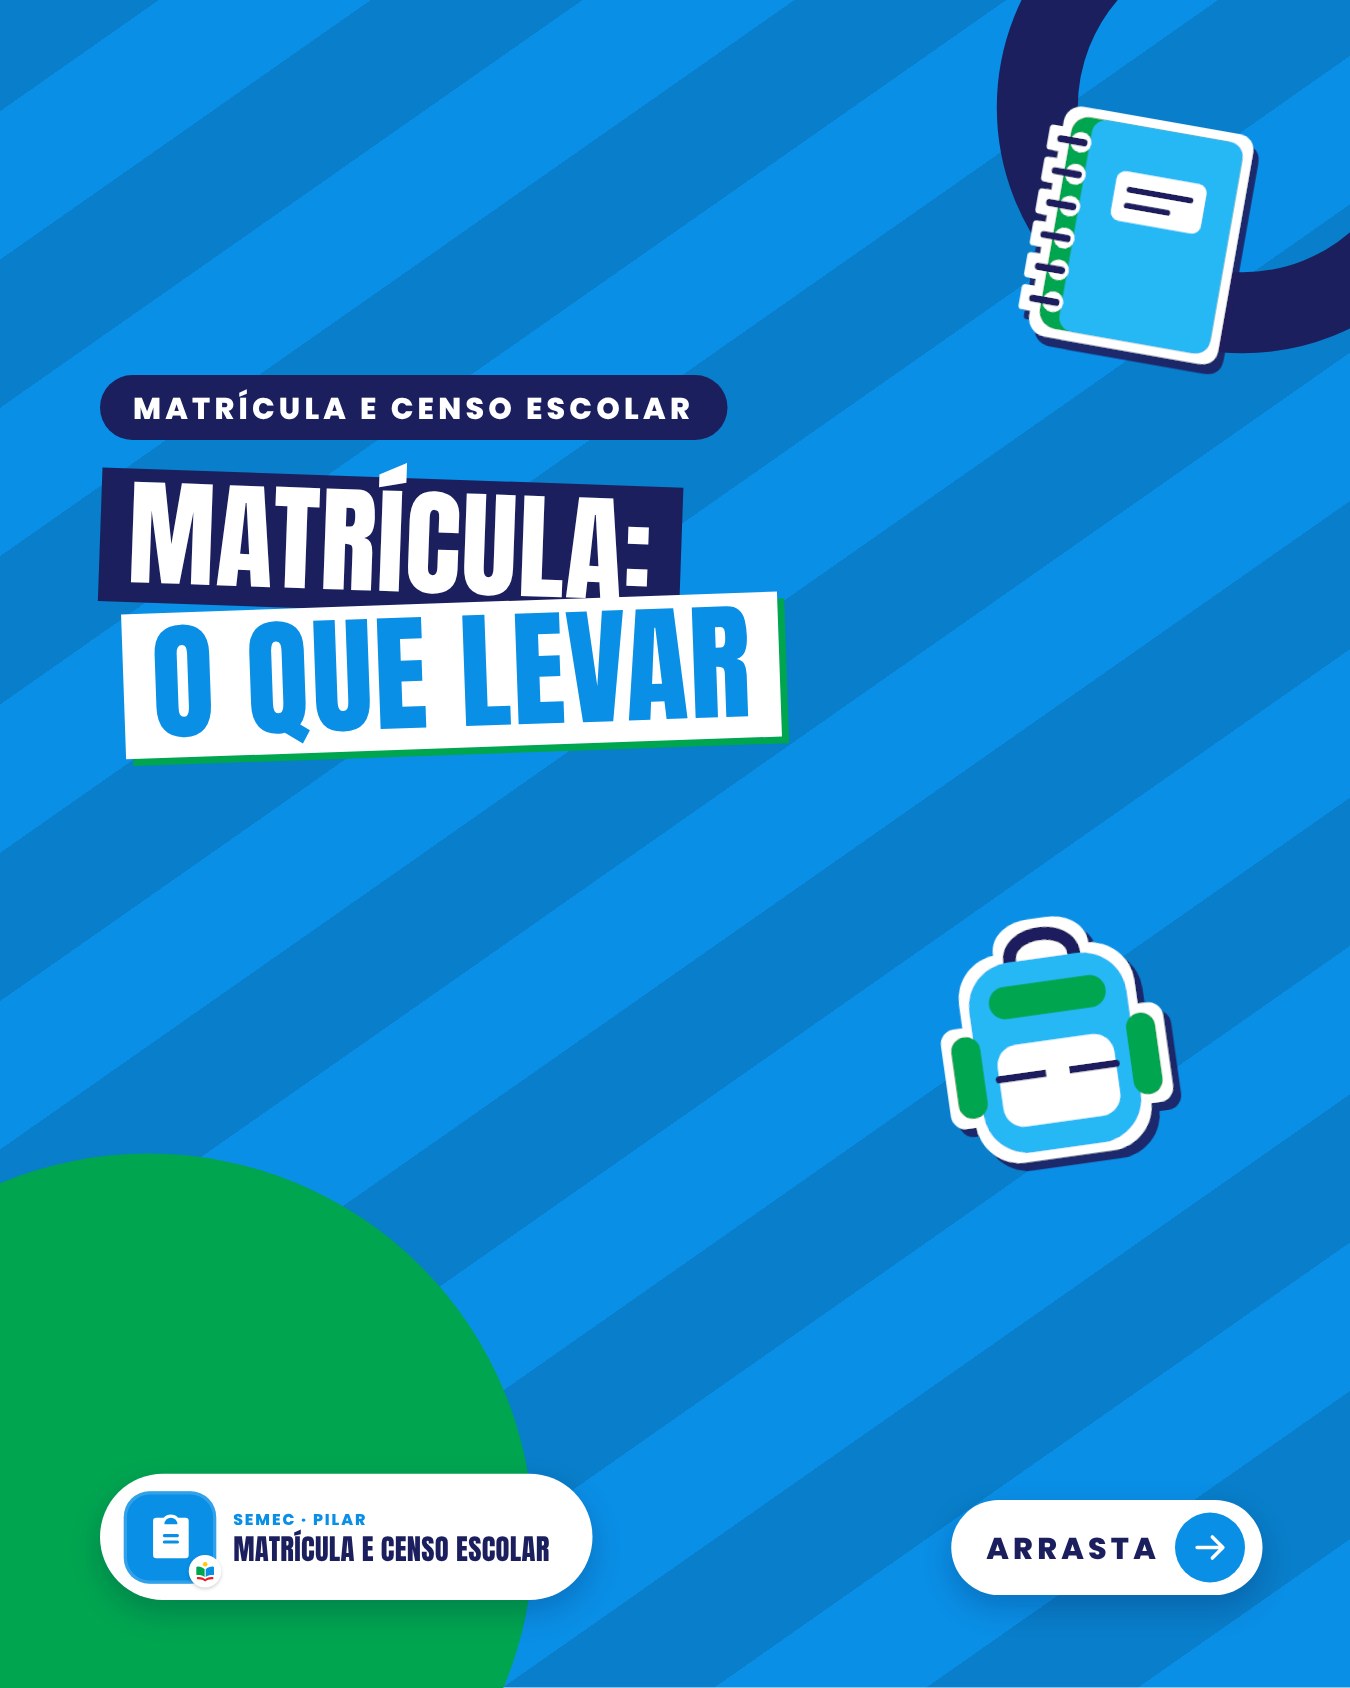 MATRÍCULA E CENSO ESCOLAR
MATRÍCULA:
O QUE LEVAR
SEMEC · PILAR
MATRÍCULA E CENSO ESCOLAR
ARRASTA